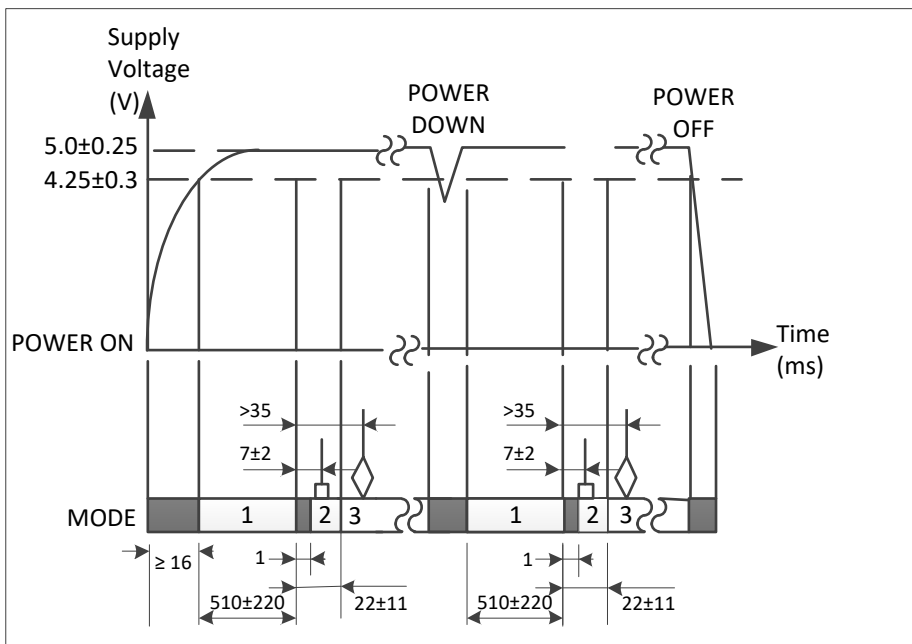 Supply
Voltage
(V)
POWER
DOWN
POWER
OFF
5.0±0.25
4.25±0.3
POWER ON
Time
(ms)
>35
>35
7±2
7±2
MODE
1
2
3
1
2
3
≥ 16
1
1
510±220
22±11
510±220
22±11